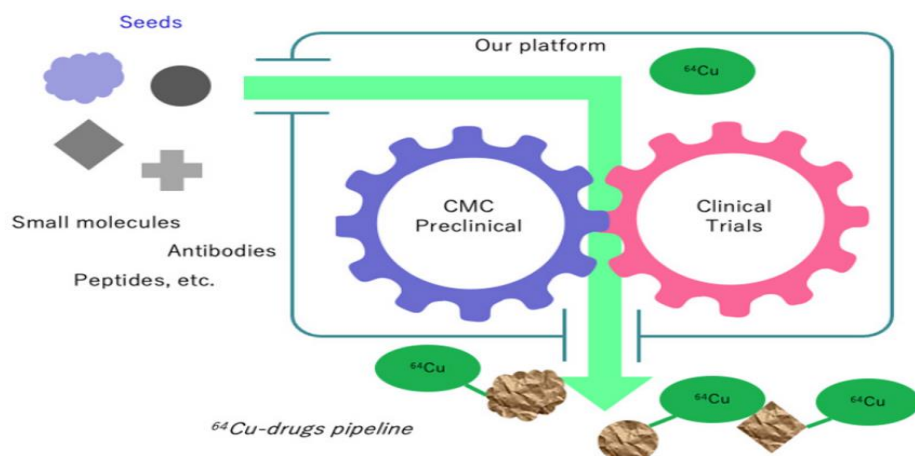 Seeds
Our platform
⁶⁴Cu
CMC
Preclinical
Clinical
Trials
Small molecules
Antibodies
Peptides, etc.
⁶⁴Cu
⁶⁴Cu
⁶⁴Cu
⁶⁴Cu-drugs pipeline